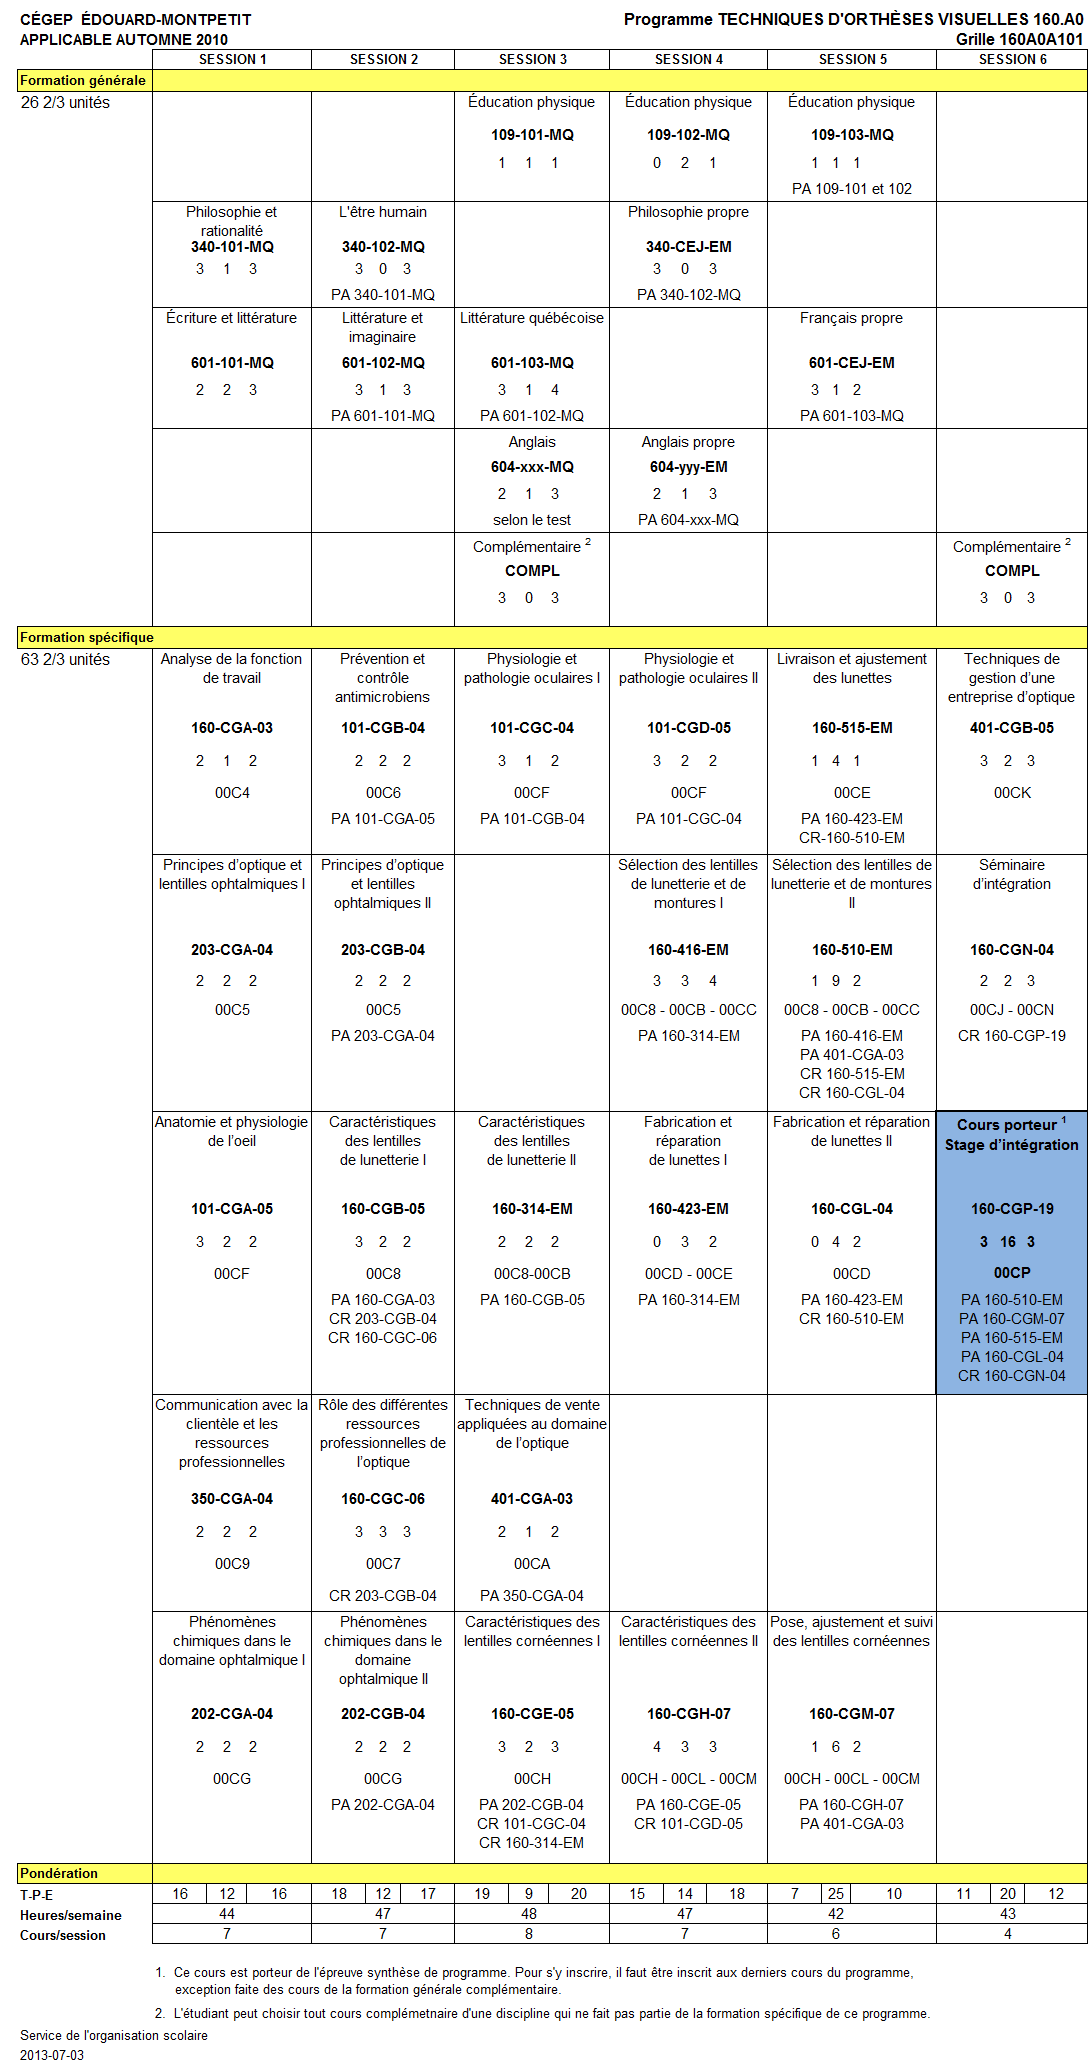 CÉGEP ÉDOUARD-MONTPETIT
Programme TECHNIQUES D'ORTHÈSES VISUELLES 160.A0
APPLICABLE AUTOMNE 2010
Grille 160A0A101
SESSION 1 SESSION 2 SESSION 3 SESSION 4 SESSION 5 SESSION 6
Formation générale
26 2/3 unités
Éducation physique
109-101-MQ
1 1 1
Éducation physique
109-102-MQ
0 2 1
Éducation physique
109-103-MQ
1 1 1
PA 109-101 et 102
Philosophie et
rationalité
340-101-MQ
3 1 3
L'être humain
340-102-MQ
3 0 3
PA 340-101-MQ
Philosophie propre
340-CEJ-EM
3 0 3
PA 340-102-MQ
Écriture et littérature
601-101-MQ
2 2 3
Littérature et
imaginaire
601-102-MQ
3 1 3
PA 601-101-MQ
Littérature québécoise
601-103-MQ
3 1 4
PA 601-102-MQ
Français propre
601-CEJ-EM
3 1 2
PA 601-103-MQ
Anglais
604-xxx-MQ
2 1 3
selon le test
Anglais propre
604-yyy-EM
2 1 3
PA 604-xxx-MQ
Complémentaire 2
COMPL
3 0 3
Complémentaire 2
COMPL
3 0 3
Formation spécifique
63 2/3 unités
Analyse de la fonction
de travail
160-CGA-03
2 1 2
00C4
Prévention et
contrôle
antimicrobiens
101-CGB-04
2 2 2
00C6
PA 101-CGA-05
Physiologie et
pathologie oculaires I
101-CGC-04
3 1 2
00CF
PA 101-CGB-04
Physiologie et
pathologie oculaires II
101-CGD-05
3 2 2
00CF
PA 101-CGC-04
Livraison et ajustement
des lunettes
160-515-EM
1 4 1
00CE
PA 160-423-EM
CR-160-510-EM
Techniques de
gestion d'une
entreprise d'optique
401-CGB-05
3 2 3
00CK
Principes d'optique et
lentilles ophtalmiques I
203-CGA-04
2 2 2
00C5
Principes d'optique
et lentilles
ophtalmiques II
203-CGB-04
2 2 2
00C5
PA 203-CGA-04
Sélection des lentilles
de lunetterie et de
montures I
160-416-EM
3 3 4
00C8 - 00CB - 00CC
PA 160-314-EM
Sélection des lentilles de
lunetterie et de montures
II
160-510-EM
1 9 2
00C8 - 00CB - 00CC
PA 160-416-EM
PA 401-CGA-03
CR 160-515-EM
CR 160-CGL-04
Séminaire
d'intégration
160-CGN-04
2 2 3
00CJ - 00CN
CR 160-CGP-19
Anatomie et physiologie
de l'oeil
101-CGA-05
3 2 2
00CF
Caractéristiques
des lentilles
de lunetterie I
160-CGB-05
3 2 2
00C8
PA 160-CGA-03
CR 203-CGB-04
CR 160-CGC-06
Caractéristiques
des lentilles
de lunetterie II
160-314-EM
2 2 2
00C8-00CB
PA 160-CGB-05
Fabrication et
réparation
de lunettes I
160-423-EM
0 3 2
00CD - 00CE
PA 160-314-EM
Fabrication et réparation
de lunettes II
160-CGL-04
0 4 2
00CD
PA 160-423-EM
CR 160-510-EM
Cours porteur 1
Stage d'intégration
160-CGP-19
3 16 3
00CP
PA 160-510-EM
PA 160-CGM-07
PA 160-515-EM
PA 160-CGL-04
CR 160-CGN-04
Communication avec la
clientèle et les
ressources
professionnelles
350-CGA-04
2 2 2
00C9
Rôle des différentes
ressources
professionnelles de
l'optique
160-CGC-06
3 3 3
00C7
CR 203-CGB-04
Techniques de vente
appliquées au domaine
de l'optique
401-CGA-03
2 1 2
00CA
PA 350-CGA-04
Phénomènes
chimiques dans le
domaine ophtalmique I
202-CGA-04
2 2 2
00CG
Phénomènes
chimiques dans le
domaine
ophtalmique II
202-CGB-04
2 2 2
00CG
PA 202-CGA-04
Caractéristiques des
lentilles cornéennes I
160-CGE-05
3 2 3
00CH
PA 202-CGB-04
CR 101-CGC-04
CR 160-314-EM
Caractéristiques des
lentilles cornéennes II
160-CGH-07
4 3 3
00CH - 00CL - 00CM
PA 160-CGE-05
CR 101-CGD-05
Pose, ajustement et suivi
des lentilles cornéennes
160-CGM-07
1 6 2
00CH - 00CL - 00CM
PA 160-CGH-07
PA 401-CGA-03
Pondération
T-P-E 16 12 16 18 12 17 19 9 20 15 14 18 7 25 10 11 20 12
Heures/semaine 44 47 48 47 42 43
Cours/session 7 7 8 7 6 4
1. Ce cours est porteur de l'épreuve synthèse de programme. Pour s'y inscrire, il faut être inscrit aux derniers cours du programme,
exception faite des cours de la formation générale complémentaire.
2. L'étudiant peut choisir tout cours complémetnaire d'une discipline qui ne fait pas partie de la formation spécifique de ce programme.
Service de l'organisation scolaire
2013-07-03